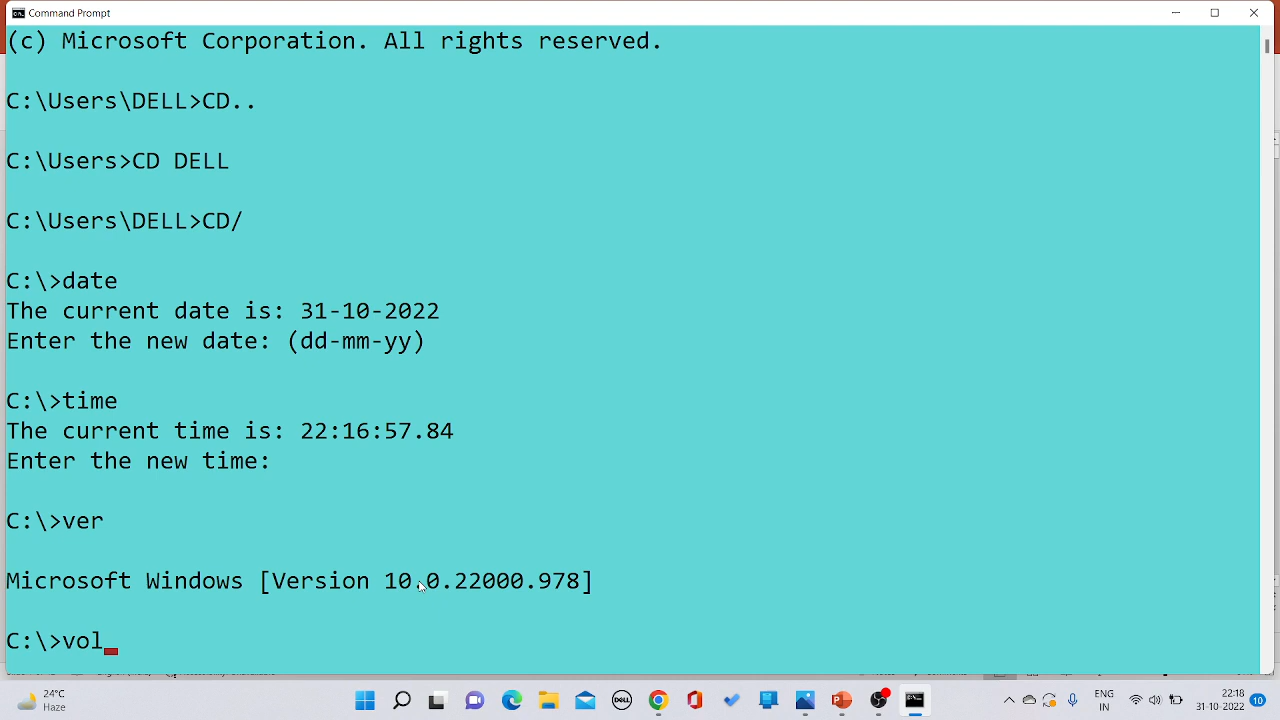 Command Prompt
(c) Microsoft Corporation. All rights reserved.
C:\Users\DELL>CD..
C:\Users>CD DELL
C:\Users\DELL>CD/
C:\>date
The current date is: 31-10-2022
Enter the new date: (dd-mm-yy)
C:\>time
The current time is: 22:16:57.84
Enter the new time:
C:\>ver
Microsoft Windows [Version 10.0.22000.978]
C:\>vol
24°C
Haze
DELL
ENG
IN
22:18
31-10-2022
10